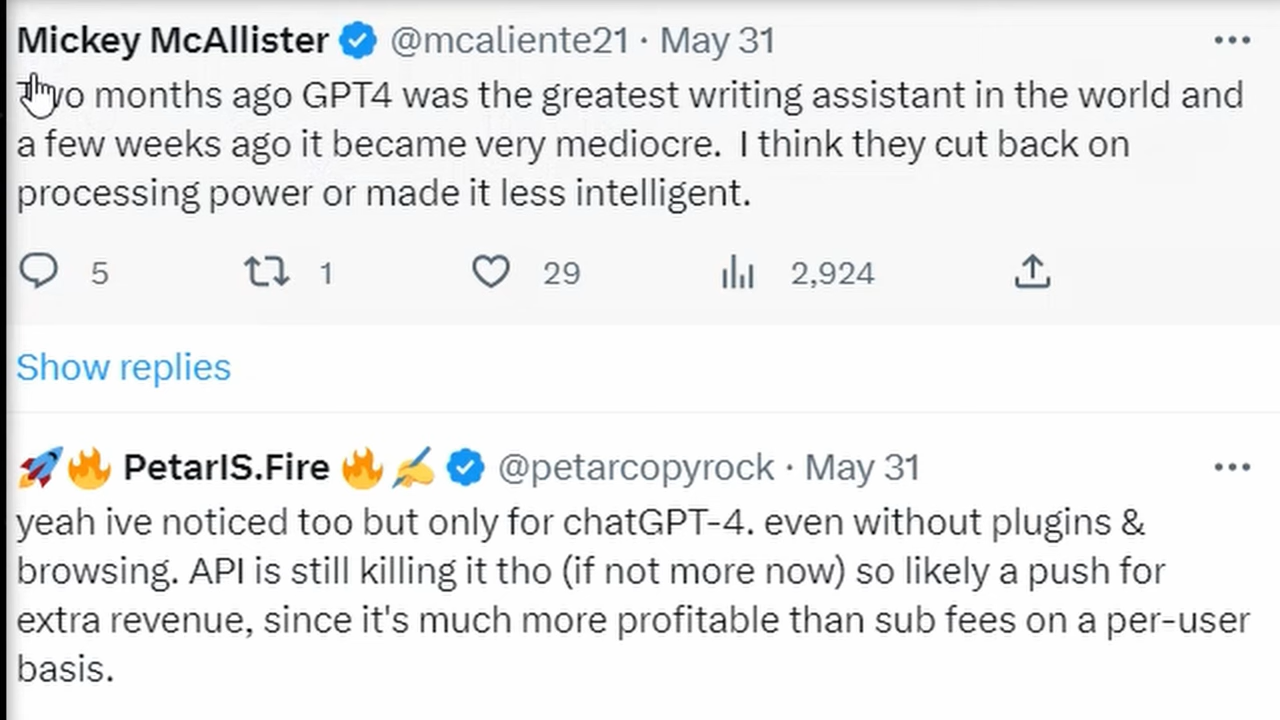 Mickey McAllister @mcaliente21 · May 31
Two months ago GPT4 was the greatest writing assistant in the world and
a few weeks ago it became very mediocre. I think they cut back on
processing power or made it less intelligent.
5 1 29 2,924
Show replies
🚀🔥 PetarIS.Fire 🔥✍️ @petarcopyrock · May 31
yeah ive noticed too but only for chatGPT-4. even without plugins &
browsing. API is still killing it tho (if not more now) so likely a push for
extra revenue, since it's much more profitable than sub fees on a per-user
basis.